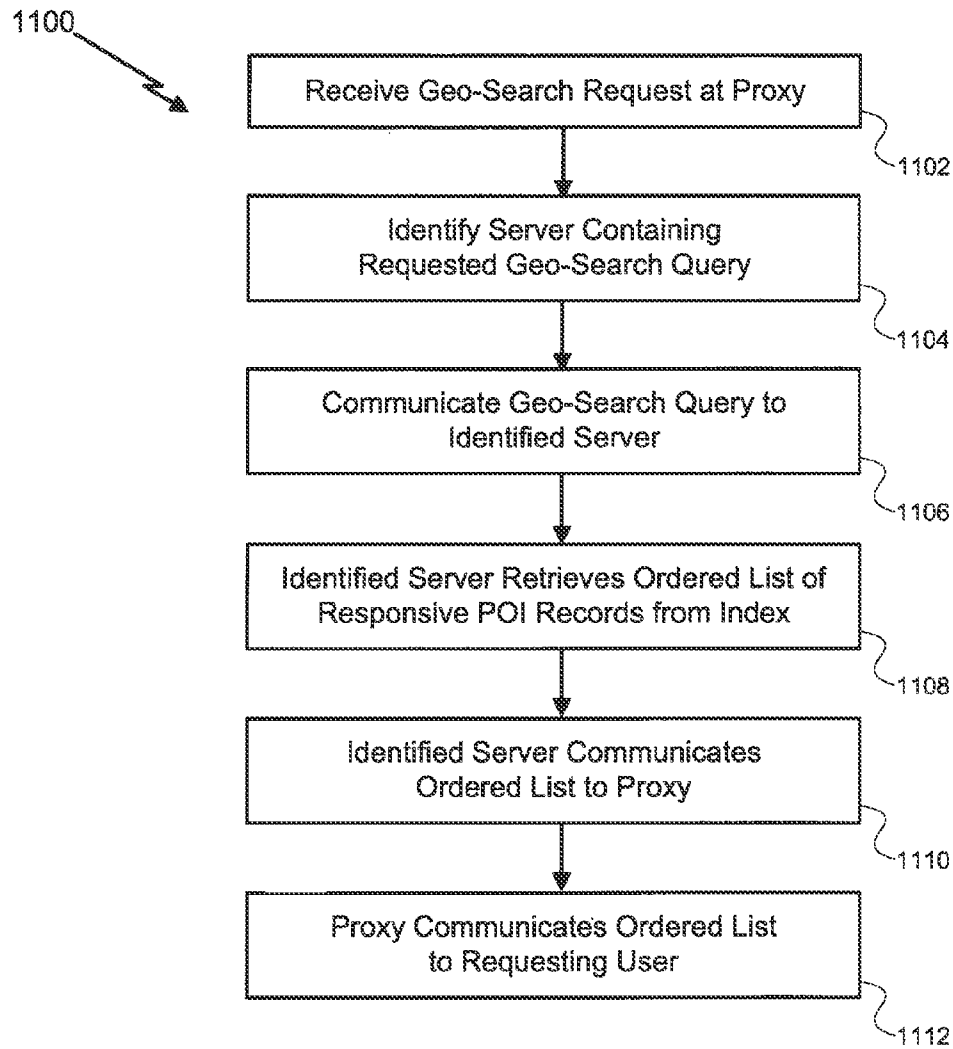 1100
Receive Geo-Search Request at Proxy
1102
Identify Server Containing
Requested Geo-Search Query
1104
Communicate Geo-Search Query to
Identified Server
1106
Identified Server Retrieves Ordered List of
Responsive POI Records from Index
1108
Identified Server Communicates
Ordered List to Proxy
1110
Proxy Communicates Ordered List
to Requesting User
1112